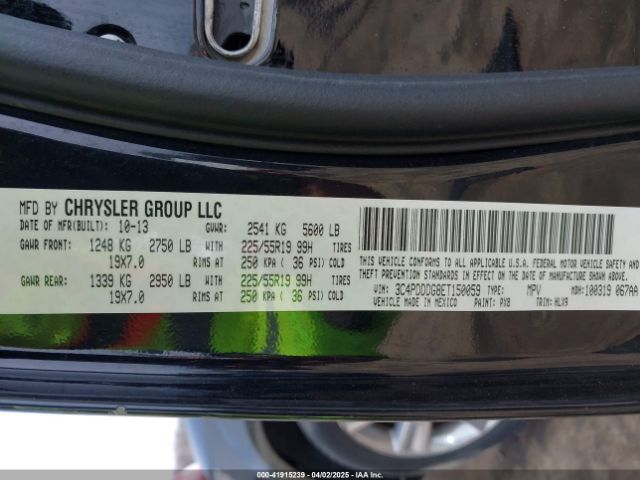 MFD BY CHRYSLER GROUP LLC
DATE OF MFR(BUILT): 10-13 GVWR: 2541 KG 5600 LB
GAWR FRONT: 1248 KG 2750 LB WITH 225/55R19 99H TIRES
19X7.0 RIMS AT 250 KPA ( 36 PSI) COLD
GAWR REAR: 1339 KG 2950 LB WITH 225/55R19 99H TIRES
19X7.0 RIMS AT 250 KPA ( 36 PSI) COLD
THIS VEHICLE CONFORMS TO ALL APPLICABLE U.S.A. FEDERAL MOTOR VEHICLE
SAFETY, BUMPER AND THEFT PREVENTION STANDARDS IN EFFECT ON THE DATE OF MANUFACTURE SHOWN ABOVE.
VIN: 3C4PDDDG8ET150059 TYPE: MPV MDH: 100319 067AA
VEHICLE MADE IN MEXICO PAINT: PX8 TRIM: HLX9
000-41915239 - 04/02/2025 - IAA Inc.